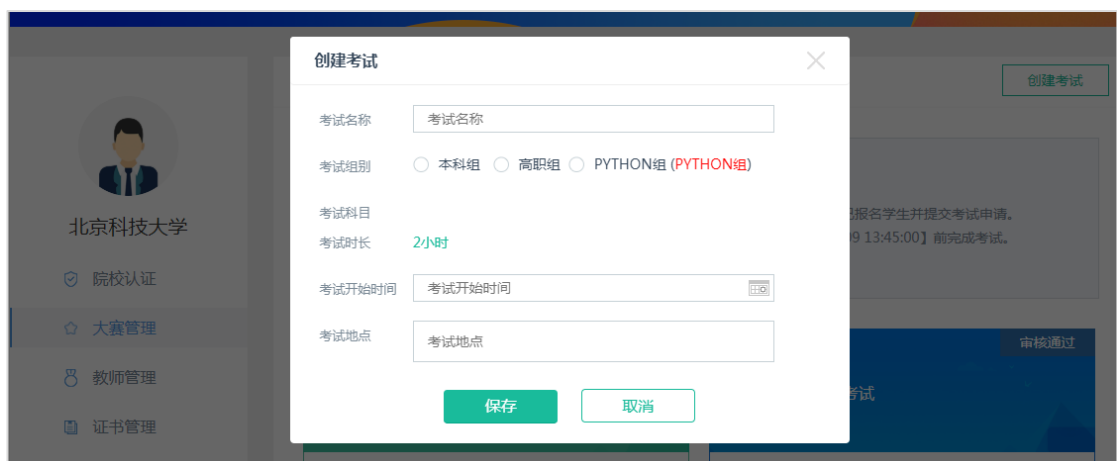 创建考试
创建考试
考试名称
考试名称
考试组别
本科组
高职组
PYTHON组 (PYTHON组)
考试科目
已报名学生并提交考试申请。
北京科技大学
考试时长
2小时
09 13:45:00】前完成考试。
院校认证
考试开始时间
考试开始时间
大赛管理
考试地点
考试地点
审核通过
教师管理
考试
保存
取消
证书管理